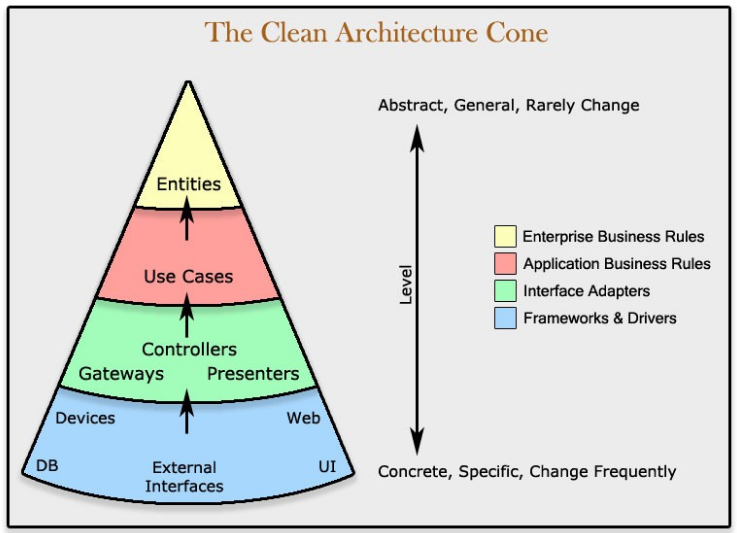 The Clean Architecture Cone
Abstract, General, Rarely Change
Entities
Enterprise Business Rules
Application Business Rules
Interface Adapters
Frameworks & Drivers
Use Cases
Level
Controllers
Gateways Presenters
Devices Web
DB External UI
Interfaces
Concrete, Specific, Change Frequently